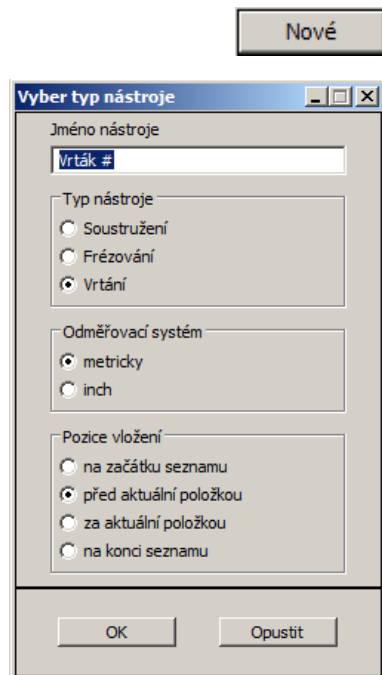 Nové
Vyber typ nástroje
Jméno nástroje
Vrták #
Typ nástroje
Soustružení
Frézování
Vrtání
Odměřovací systém
metricky
inch
Pozice vložení
na začátku seznamu
před aktuální položkou
za aktuální položkou
na konci seznamu
OK Opustit